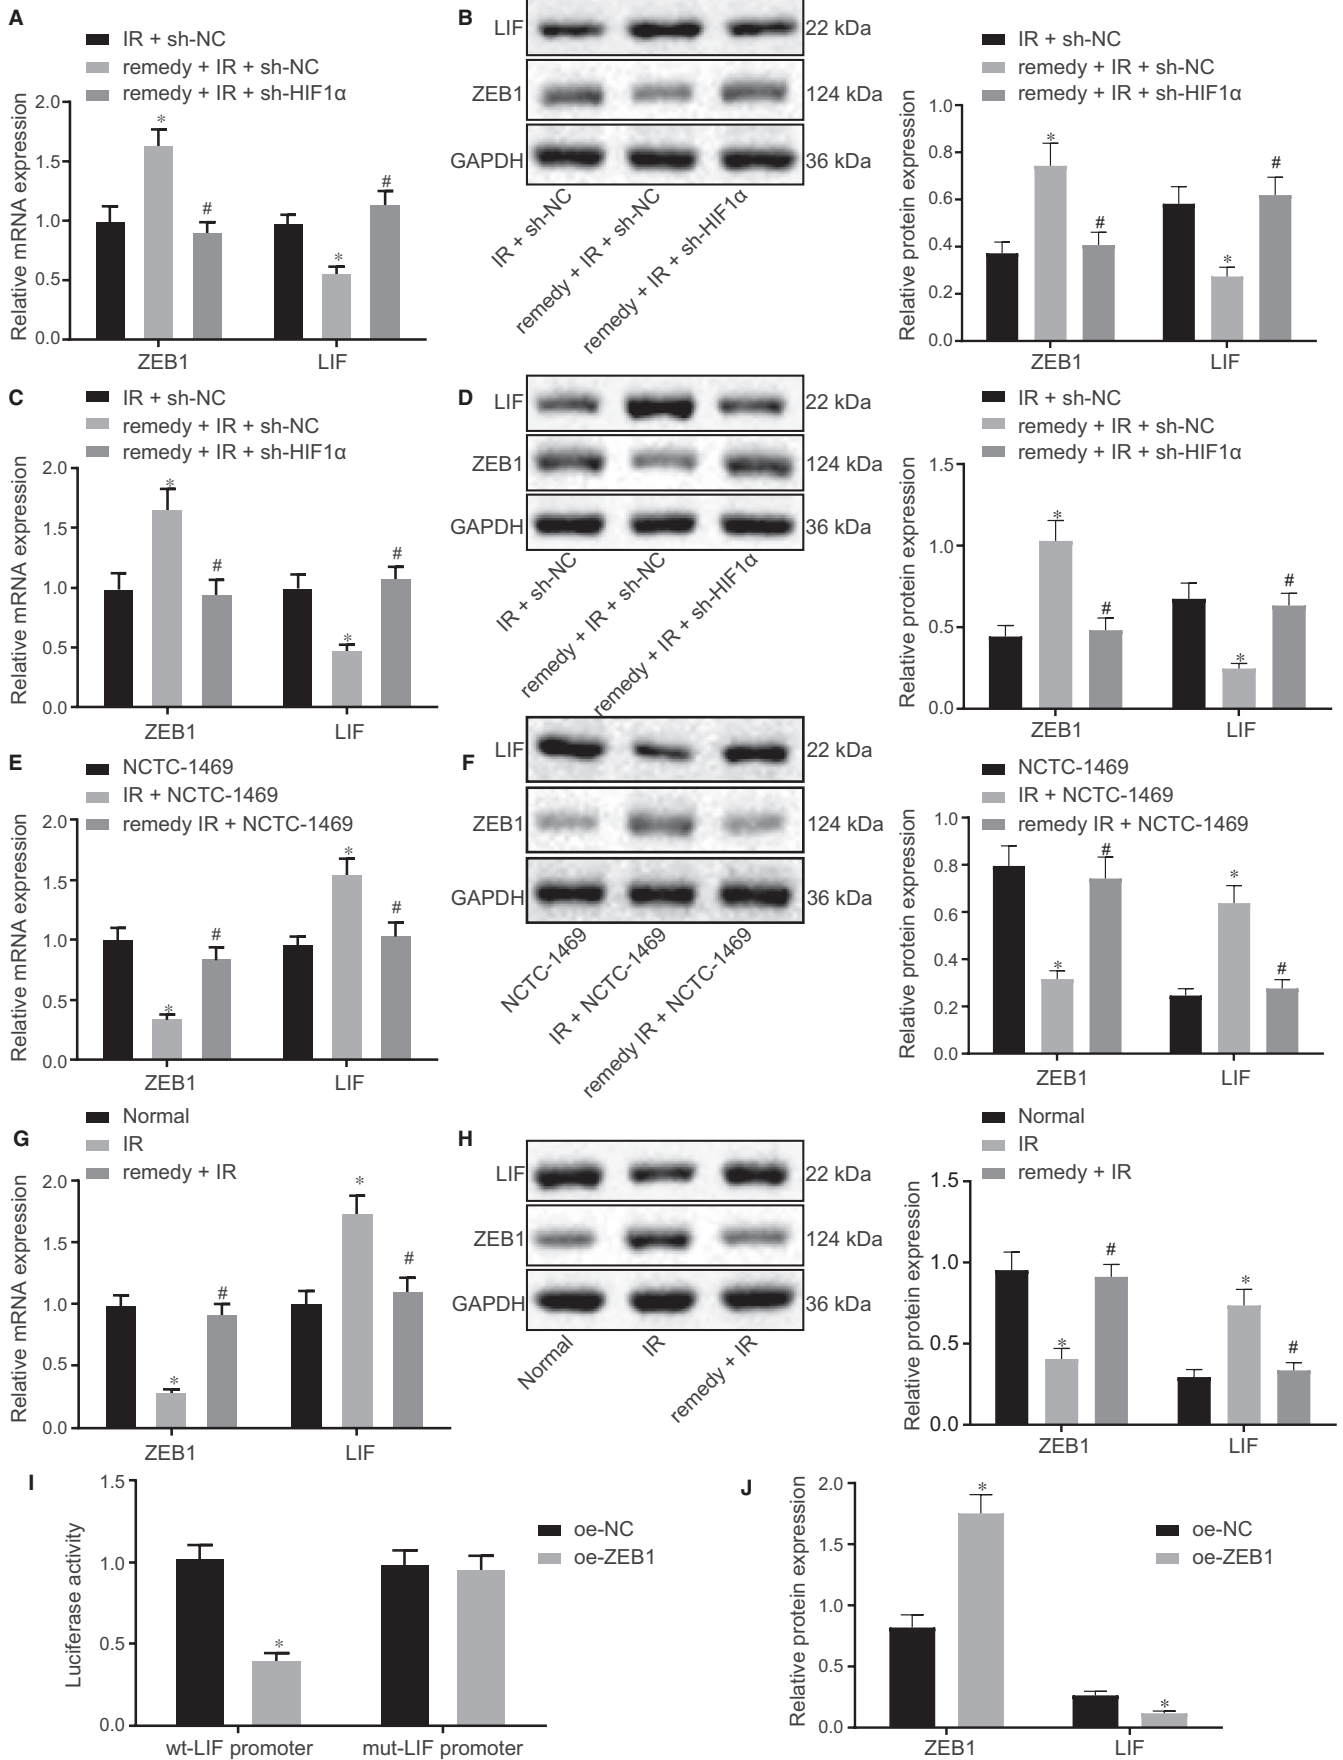 A
IR + sh-NC
remedy + IR + sh-NC
remedy + IR + sh-HIF1α
Relative mRNA expression
2.0
1.5
1.0
0.5
0.0
*
#
*
#
ZEB1
LIF
B
LIF
22 kDa
ZEB1
124 kDa
GAPDH
36 kDa
IR + sh-NC
remedy + IR + sh-NC
remedy + IR + sh-HIF1α
IR + sh-NC
remedy + IR + sh-NC
remedy + IR + sh-HIF1α
Relative protein expression
1.0
0.8
0.6
0.4
0.2
0.0
*
#
*
#
ZEB1
LIF
C
IR + sh-NC
remedy + IR + sh-NC
remedy + IR + sh-HIF1α
Relative mRNA expression
2.0
1.5
1.0
0.5
0.0
*
#
*
#
ZEB1
LIF
D
LIF
22 kDa
ZEB1
124 kDa
GAPDH
36 kDa
IR + sh-NC
remedy + IR + sh-NC
remedy + IR + sh-HIF1α
IR + sh-NC
remedy + IR + sh-NC
remedy + IR + sh-HIF1α
Relative protein expression
1.5
1.0
0.5
0.0
*
#
*
#
ZEB1
LIF
E
NCTC-1469
IR + NCTC-1469
remedy IR + NCTC-1469
Relative mRNA expression
2.0
1.5
1.0
0.5
0.0
*
#
*
#
ZEB1
LIF
F
LIF
22 kDa
ZEB1
124 kDa
GAPDH
36 kDa
NCTC-1469
IR + NCTC-1469
remedy IR + NCTC-1469
NCTC-1469
IR + NCTC-1469
remedy IR + NCTC-1469
Relative protein expression
1.0
0.8
0.6
0.4
0.2
0.0
*
#
*
#
ZEB1
LIF
G
Normal
IR
remedy + IR
Relative mRNA expression
2.0
1.5
1.0
0.5
0.0
*
#
*
#
ZEB1
LIF
H
LIF
22 kDa
ZEB1
124 kDa
GAPDH
36 kDa
Normal
IR
remedy + IR
Normal
IR
remedy + IR
Relative protein expression
1.5
1.0
0.5
0.0
*
#
*
#
ZEB1
LIF
I
Luciferase activity
1.5
1.0
0.5
0.0
*
wt-LIF promoter
mut-LIF promoter
oe-NC
oe-ZEB1
J
Relative protein expression
2.0
1.5
1.0
0.5
0.0
*
*
ZEB1
LIF
oe-NC
oe-ZEB1